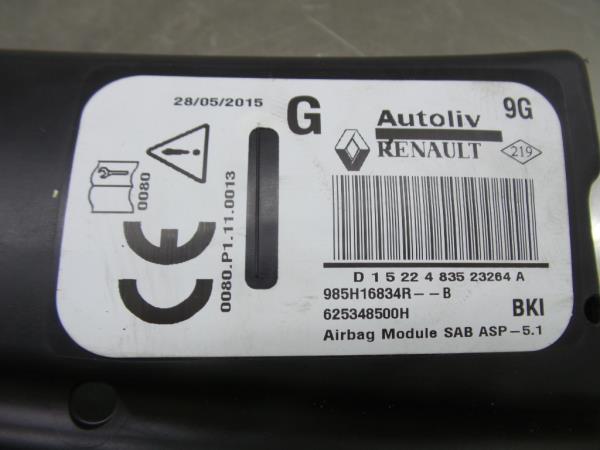 28/05/2015
G
Autoliv
9G
RENAULT
219
0080
0080.P1.11.0013
CE
D 1 5 22 4 835 23264 A
985H16834R--B
625348500H
BKI
Airbag Module SAB ASP-5.1